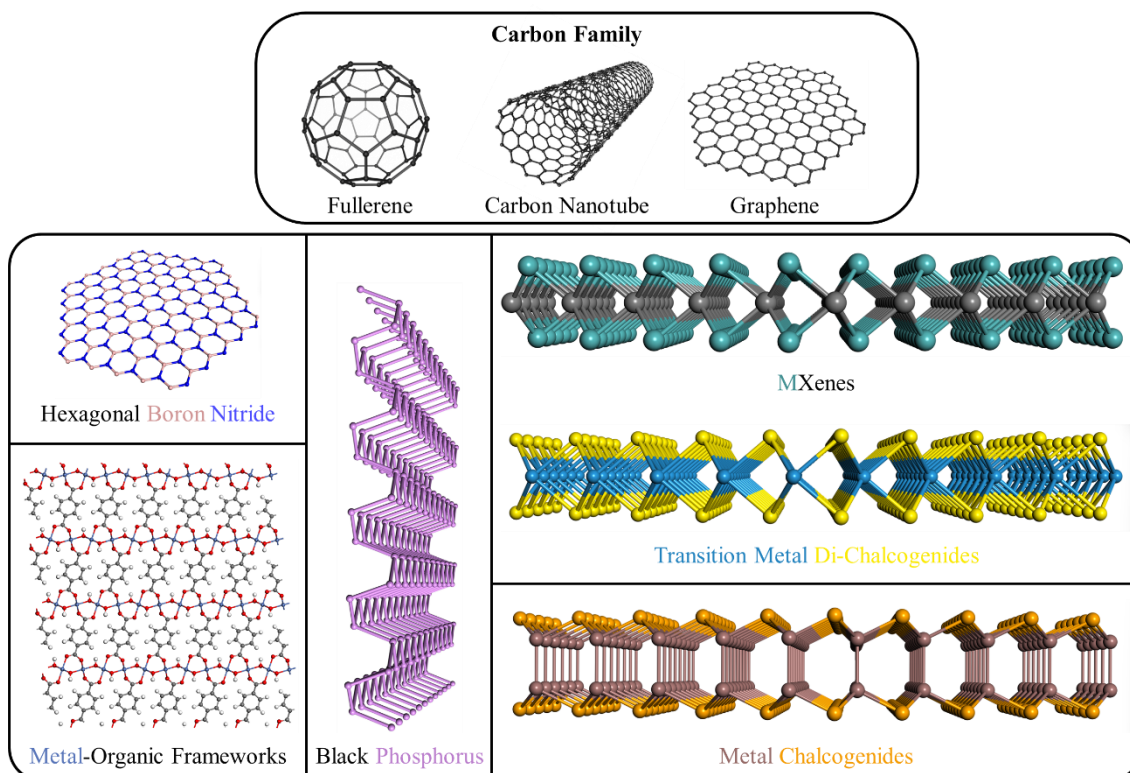 Carbon Family
Fullerene
Carbon Nanotube
Graphene
Hexagonal Boron Nitride
Metal-Organic Frameworks
Black Phosphorus
MXenes
Transition Metal Di-Chalcogenides
Metal Chalcogenides